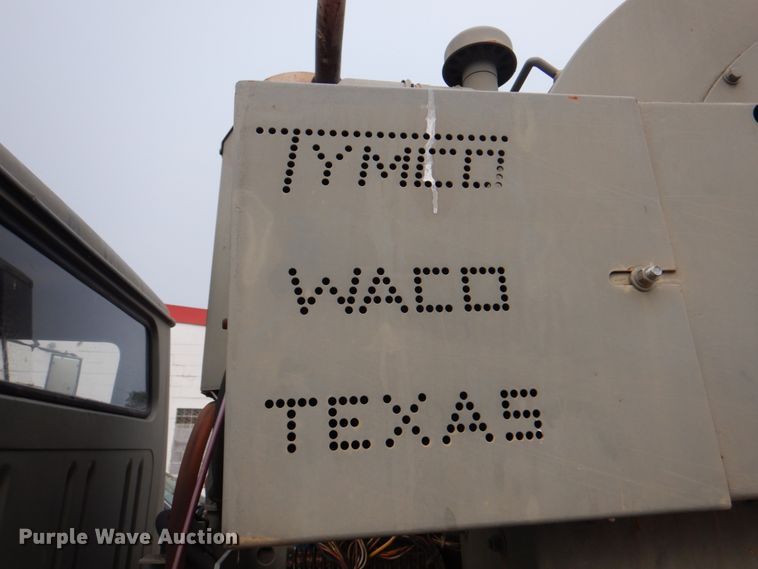 TYMCO
WACO
TEXAS
Purple Wave Auction